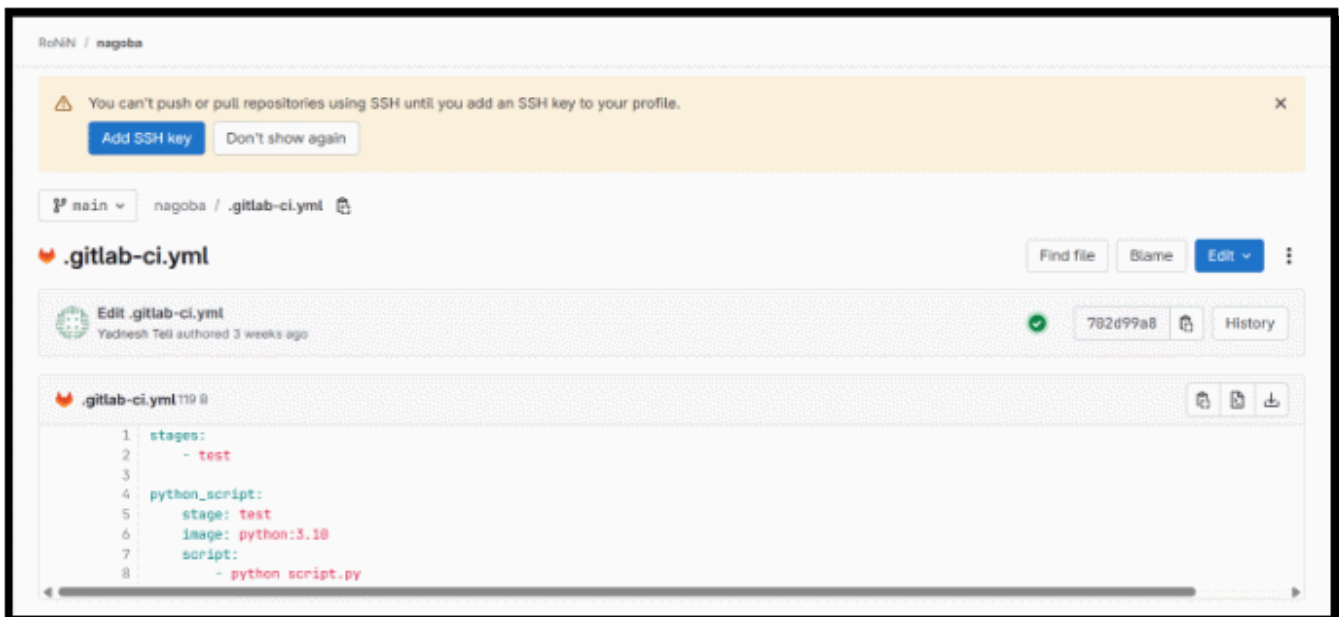 RoNiN / nagoba
You can't push or pull repositories using SSH until you add an SSH key to your profile.
Add SSH key Don't show again
main nagoba / .gitlab-ci.yml
.gitlab-ci.yml Find file Blame Edit
Edit .gitlab-ci.yml
Yadnesh Teli authored 3 weeks ago 702d99a8 History
.gitlab-ci.yml 119 B
1 stages:
2 - test
3
4 python_script:
5 stage: test
6 image: python:3.10
7 script:
8 - python script.py